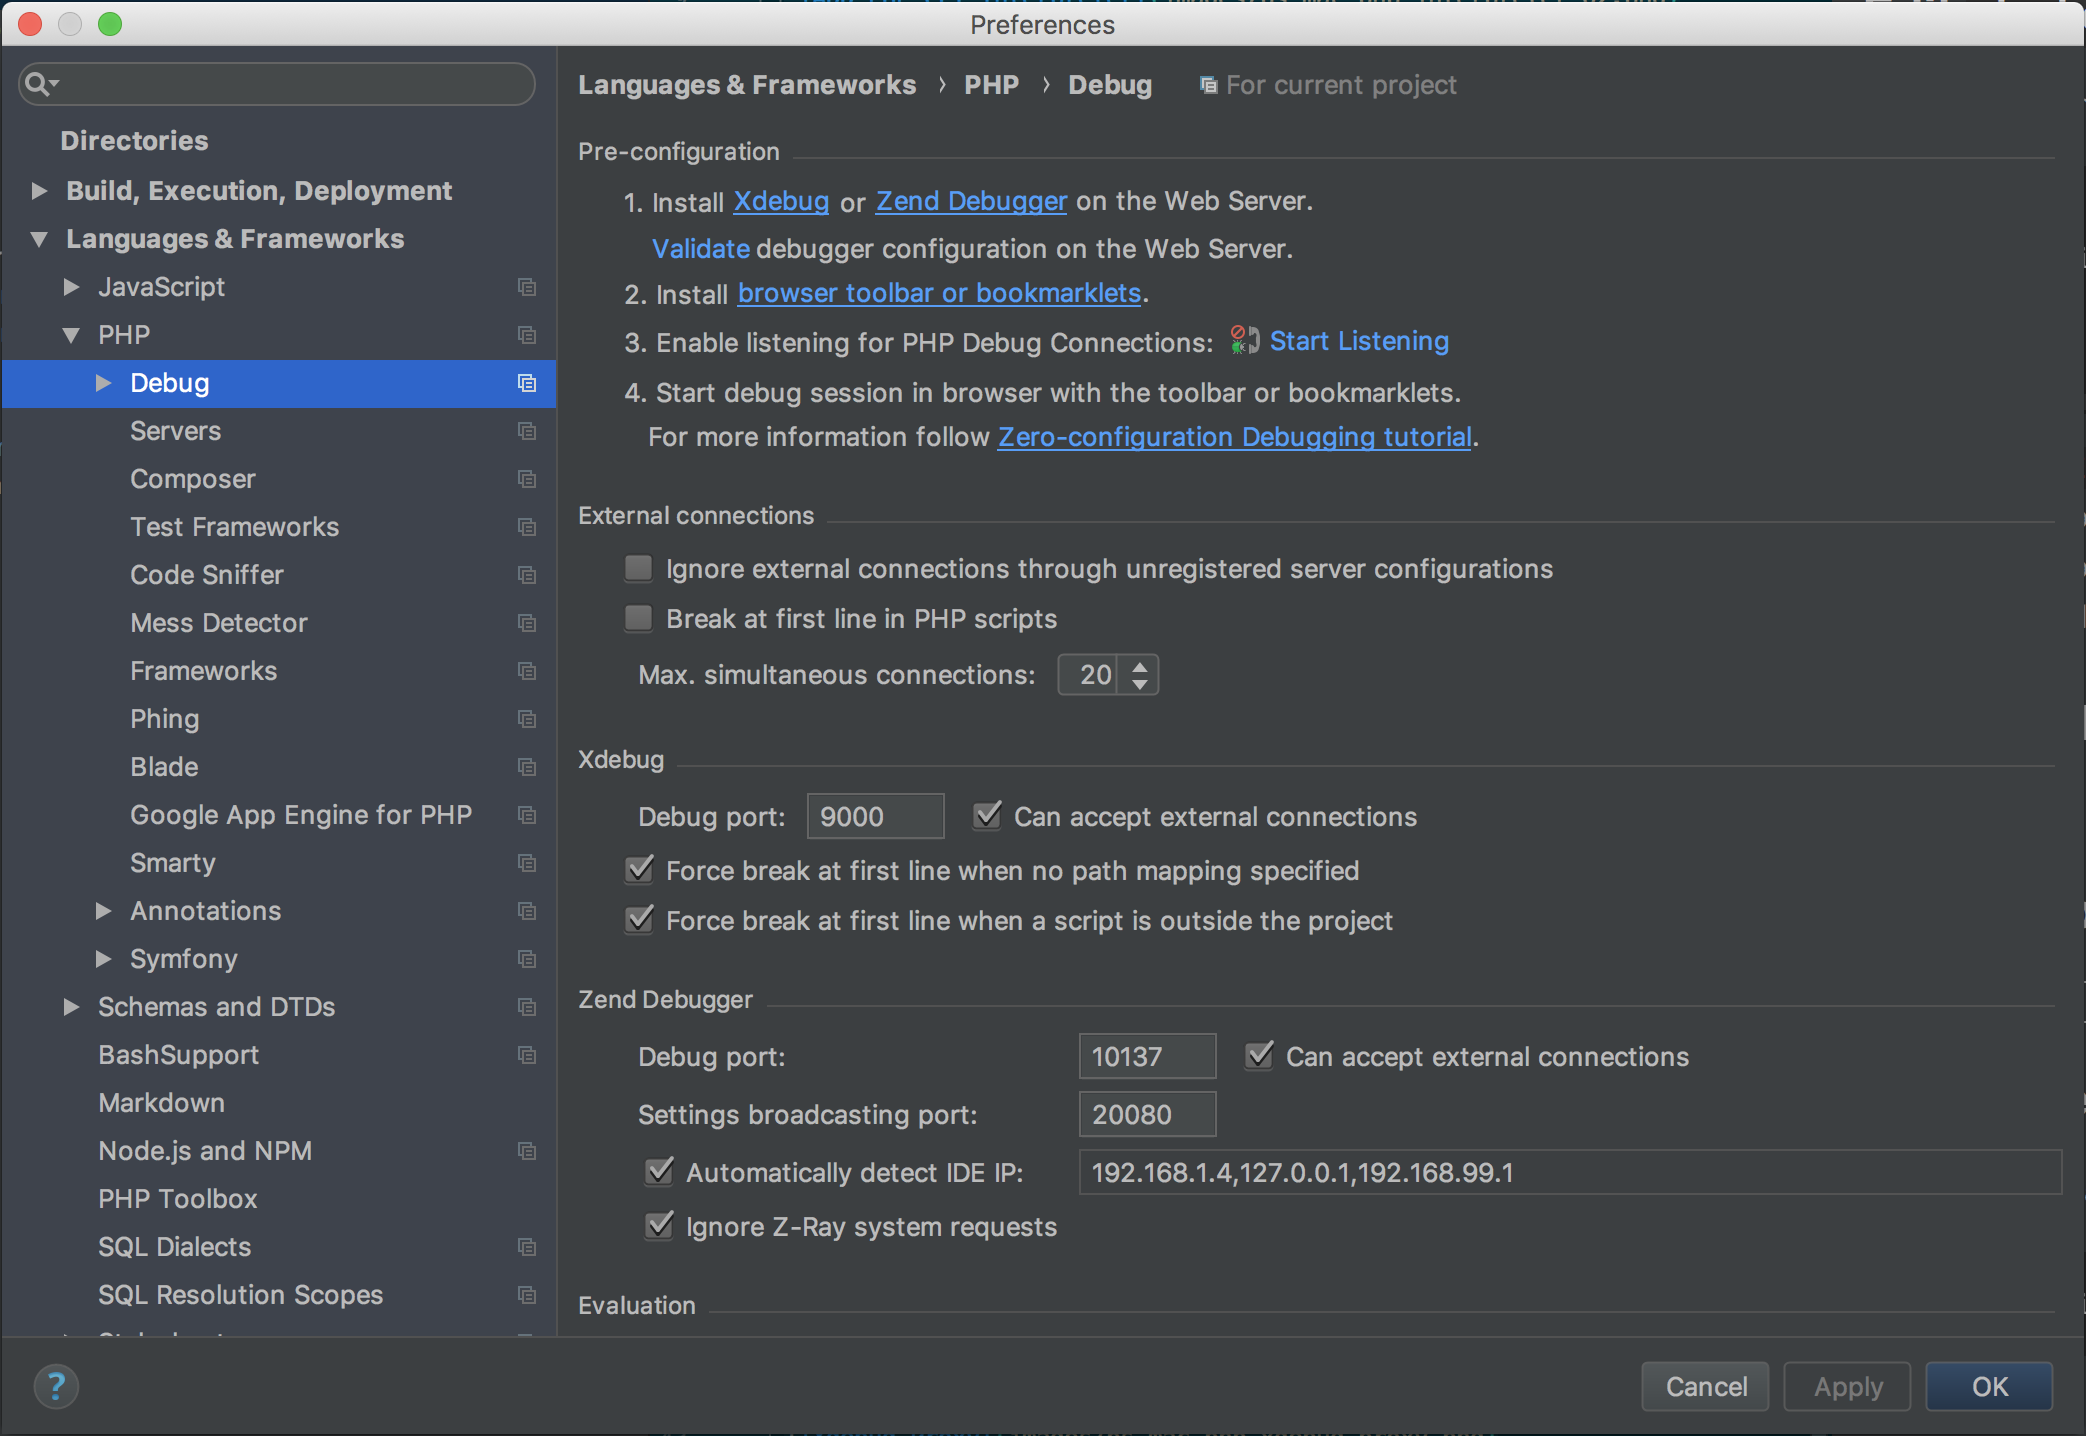 Preferences
Directories
Build, Execution, Deployment
Languages & Frameworks
JavaScript
PHP
Debug
Servers
Composer
Test Frameworks
Code Sniffer
Mess Detector
Frameworks
Phing
Blade
Google App Engine for PHP
Smarty
Annotations
Symfony
Schemas and DTDs
BashSupport
Markdown
Node.js and NPM
PHP Toolbox
SQL Dialects
SQL Resolution Scopes
Languages & Frameworks › PHP › Debug For current project
Pre-configuration
1. Install Xdebug or Zend Debugger on the Web Server.
Validate debugger configuration on the Web Server.
2. Install browser toolbar or bookmarklets.
3. Enable listening for PHP Debug Connections: Start Listening
4. Start debug session in browser with the toolbar or bookmarklets.
For more information follow Zero-configuration Debugging tutorial.
External connections
Ignore external connections through unregistered server configurations
Break at first line in PHP scripts
Max. simultaneous connections: 20
Xdebug
Debug port: 9000 Can accept external connections
Force break at first line when no path mapping specified
Force break at first line when a script is outside the project
Zend Debugger
Debug port: 10137 Can accept external connections
Settings broadcasting port: 20080
Automatically detect IDE IP: 192.168.1.4,127.0.0.1,192.168.99.1
Ignore Z-Ray system requests
Evaluation
?
Cancel
Apply
OK